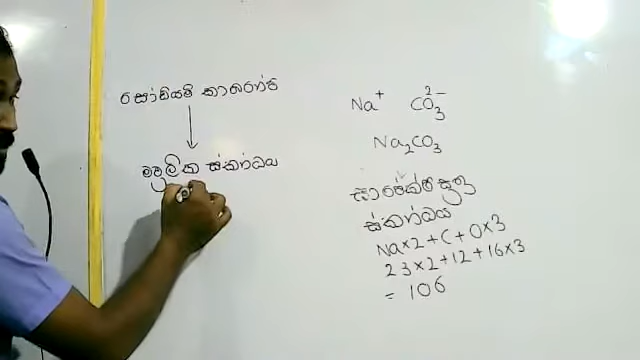 සෝඩියම් කාබනේට්
↓
මවුලික ස්කන්ධය
Na⁺ CO₃²⁻
Na₂CO₃
සාපේක්ෂ සූත්‍ර
ස්කන්ධය
Na×2 + C + O×3
23×2 + 12 + 16×3
= 106